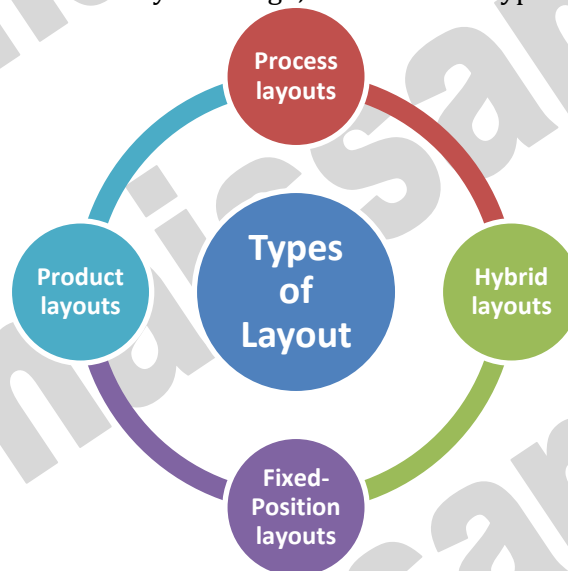 Process
layouts
Types
of
Layout
Product
layouts
Hybrid
layouts
Fixed-
Position
layouts